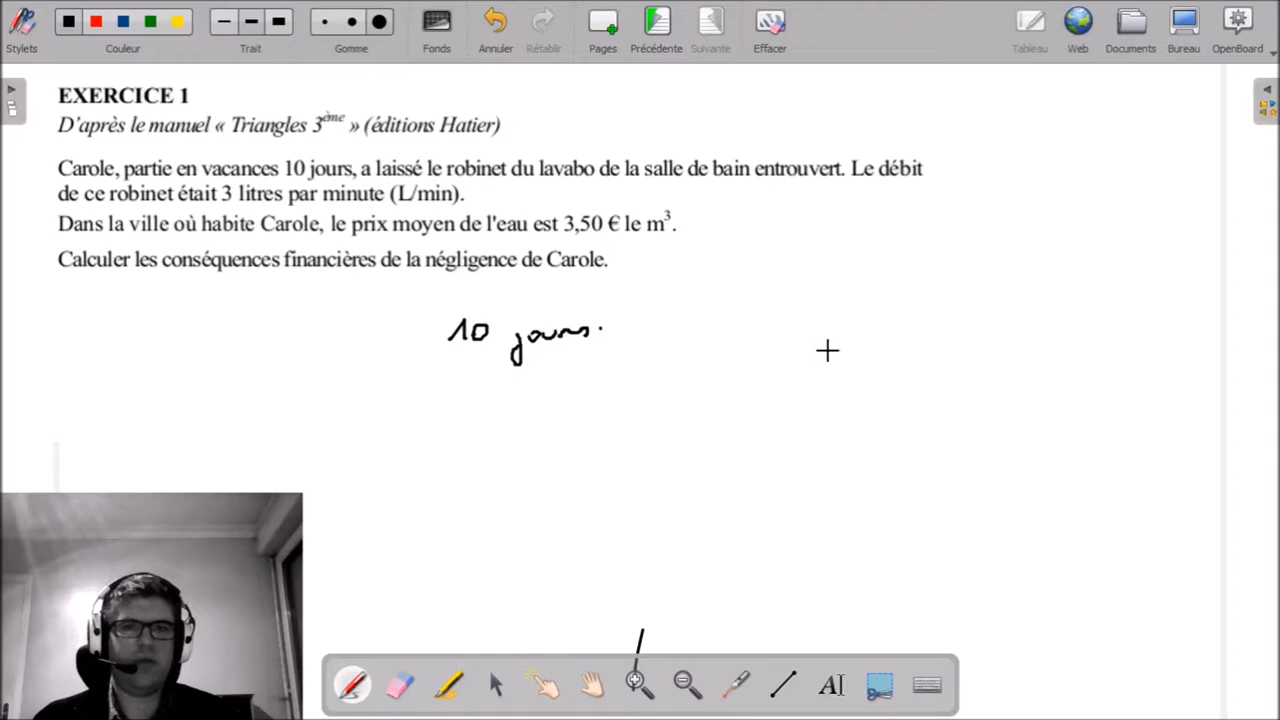 Stylets
Couleur
Trait
Gomme
Fonds
Annuler
Rétablir
Pages
Précédente
Suivante
Effacer
Tableau
Web
Documents
Bureau
OpenBoard
EXERCICE 1
D'après le manuel « Triangles 3ème » (éditions Hatier)
Carole, partie en vacances 10 jours, a laissé le robinet du lavabo de la salle de bain entrouvert. Le débit
de ce robinet était 3 litres par minute (L/min).
Dans la ville où habite Carole, le prix moyen de l'eau est 3,50 € le m³.
Calculer les conséquences financières de la négligence de Carole.
10 jours.
AI